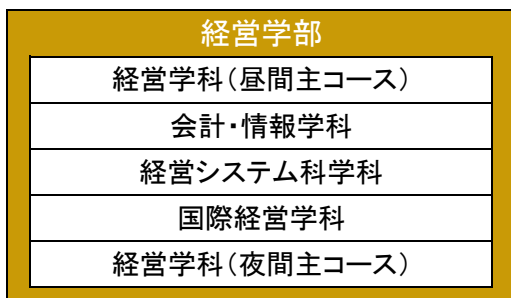 経営学部
経営学科(昼間主コース)
会計・情報学科
経営システム科学科
国際経営学科
経営学科(夜間主コース)